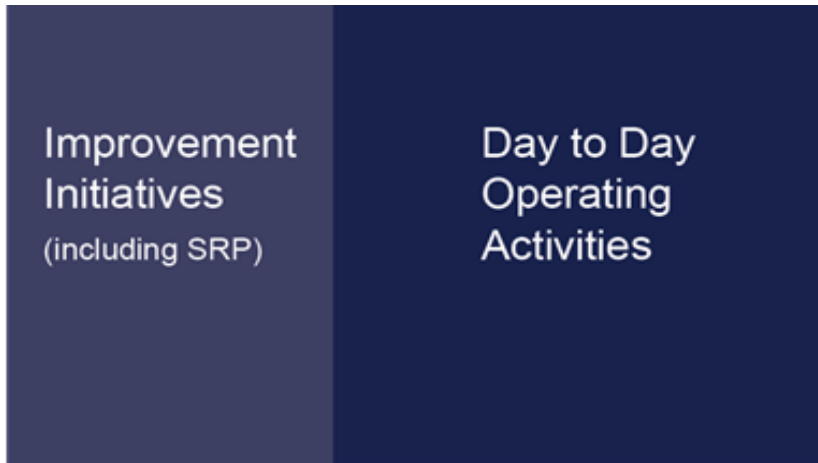 Improvement
Initiatives
(including SRP)
Day to Day
Operating
Activities